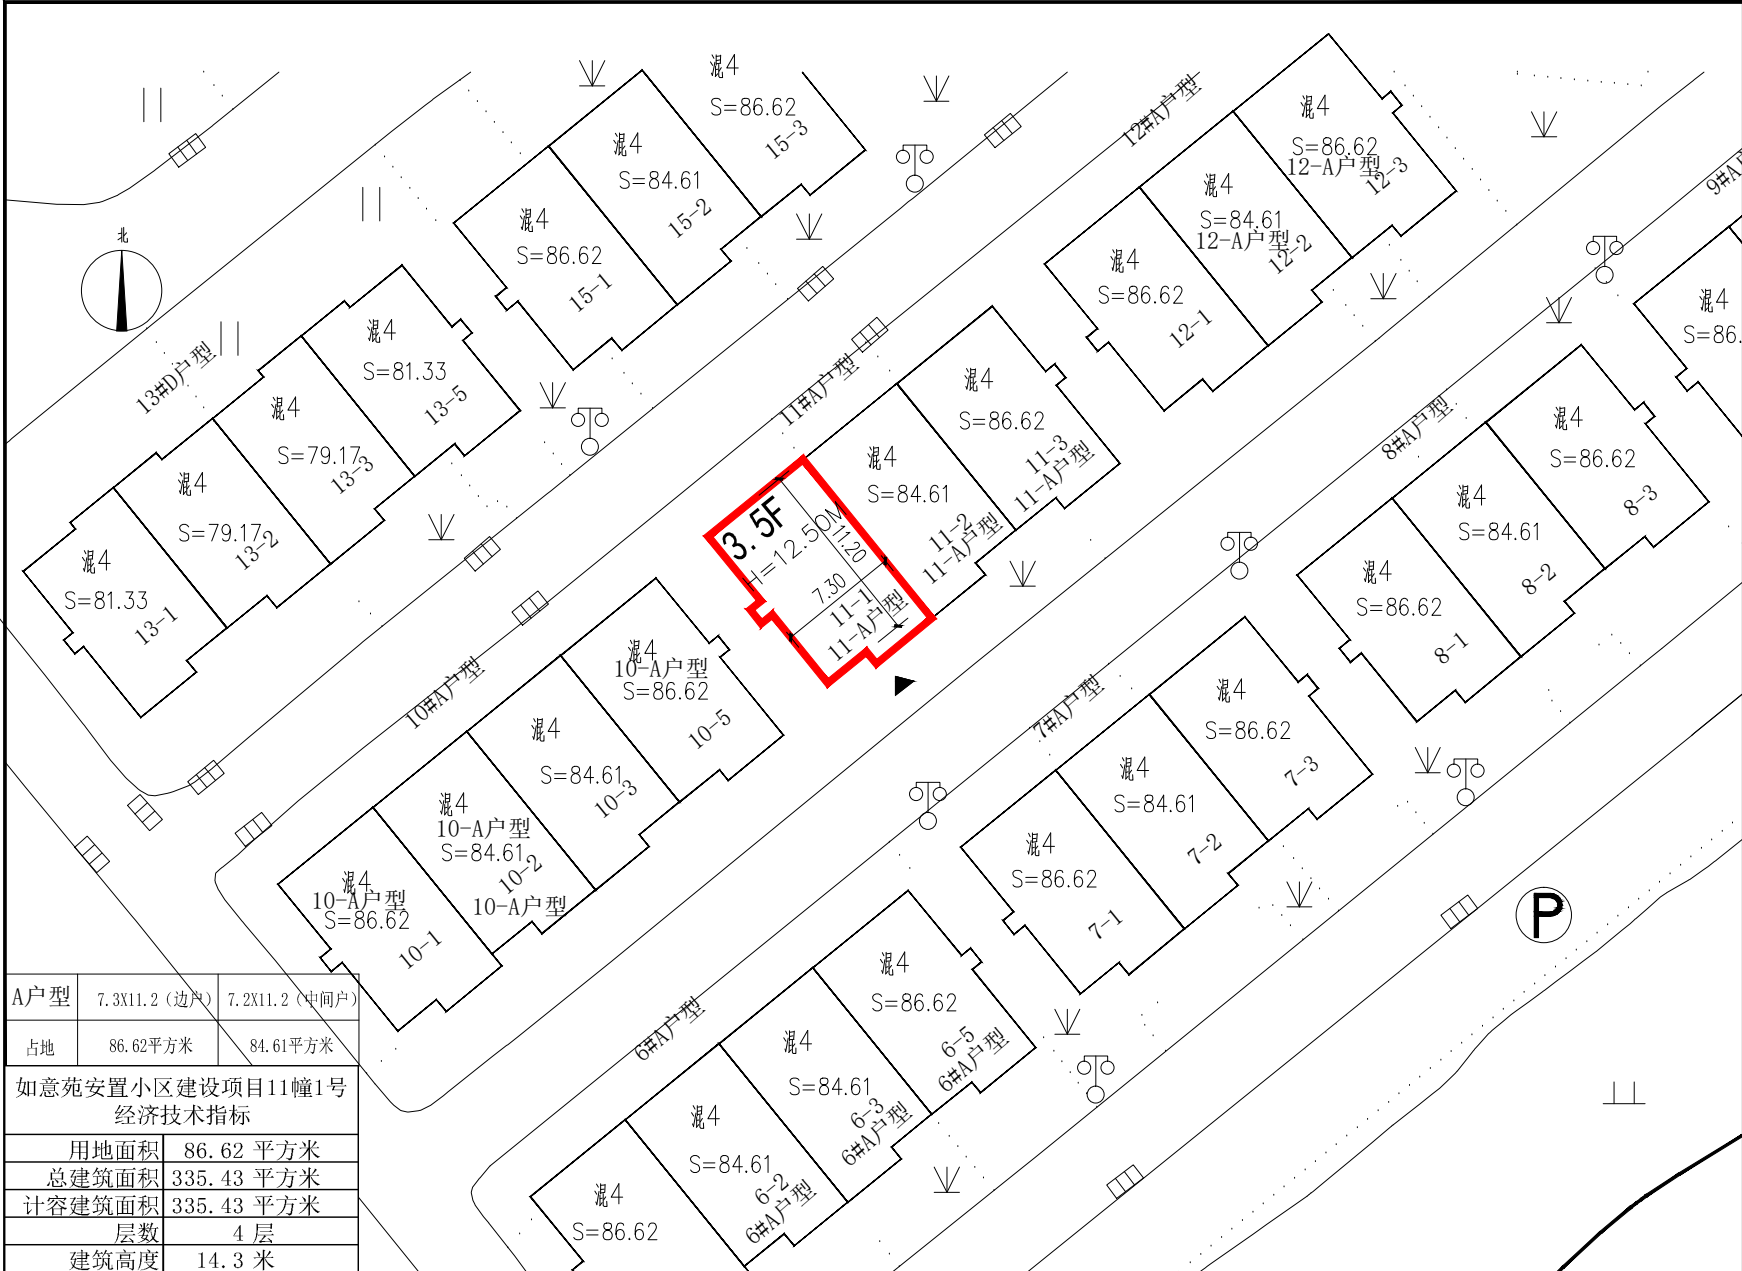 混4
S=86.62
15-3
混4
S=84.61
15-2
混4
S=86.62
15-1
12#A户型
混4
S=86.62
12-A户型
12-3
混4
S=84.61
12-A户型
12-2
混4
S=86.62
12-1
9#A
混4
S=86.
北
13#D户型
混4
S=81.33
13-5
混4
S=79.17
13-3
混4
S=79.17
13-2
混4
S=81.33
13-1
11#A户型
混4
S=86.62
11-3
11-A户型
混4
S=84.61
11-2
11-A户型
3.5F
H=12.50M
11.20
7.30
11-1
11-A户型
8#A户型
混4
S=86.62
8-3
混4
S=84.61
8-2
混4
S=86.62
8-1
10#A户型
混4
10-A户型
S=86.62
10-5
混4
S=84.61
10-3
混4
10-A户型
S=84.61
10-2
10-A户型
混4
10-A户型
S=86.62
10-1
7#A户型
混4
S=86.62
7-3
混4
S=84.61
7-2
混4
S=86.62
7-1
P
6#A户型
混4
S=86.62
6-5
6#A户型
混4
S=84.61
6-3
6#A户型
混4
S=84.61
6-2
6#A户型
混4
S=86.62
A户型 7.3X11.2（边户） 7.2X11.2（中间户）
占地 86.62平方米 84.61平方米
如意苑安置小区建设项目11幢1号
经济技术指标
用地面积 86.62 平方米
总建筑面积 335.43 平方米
计容建筑面积 335.43 平方米
层数 4 层
建筑高度 14.3 米